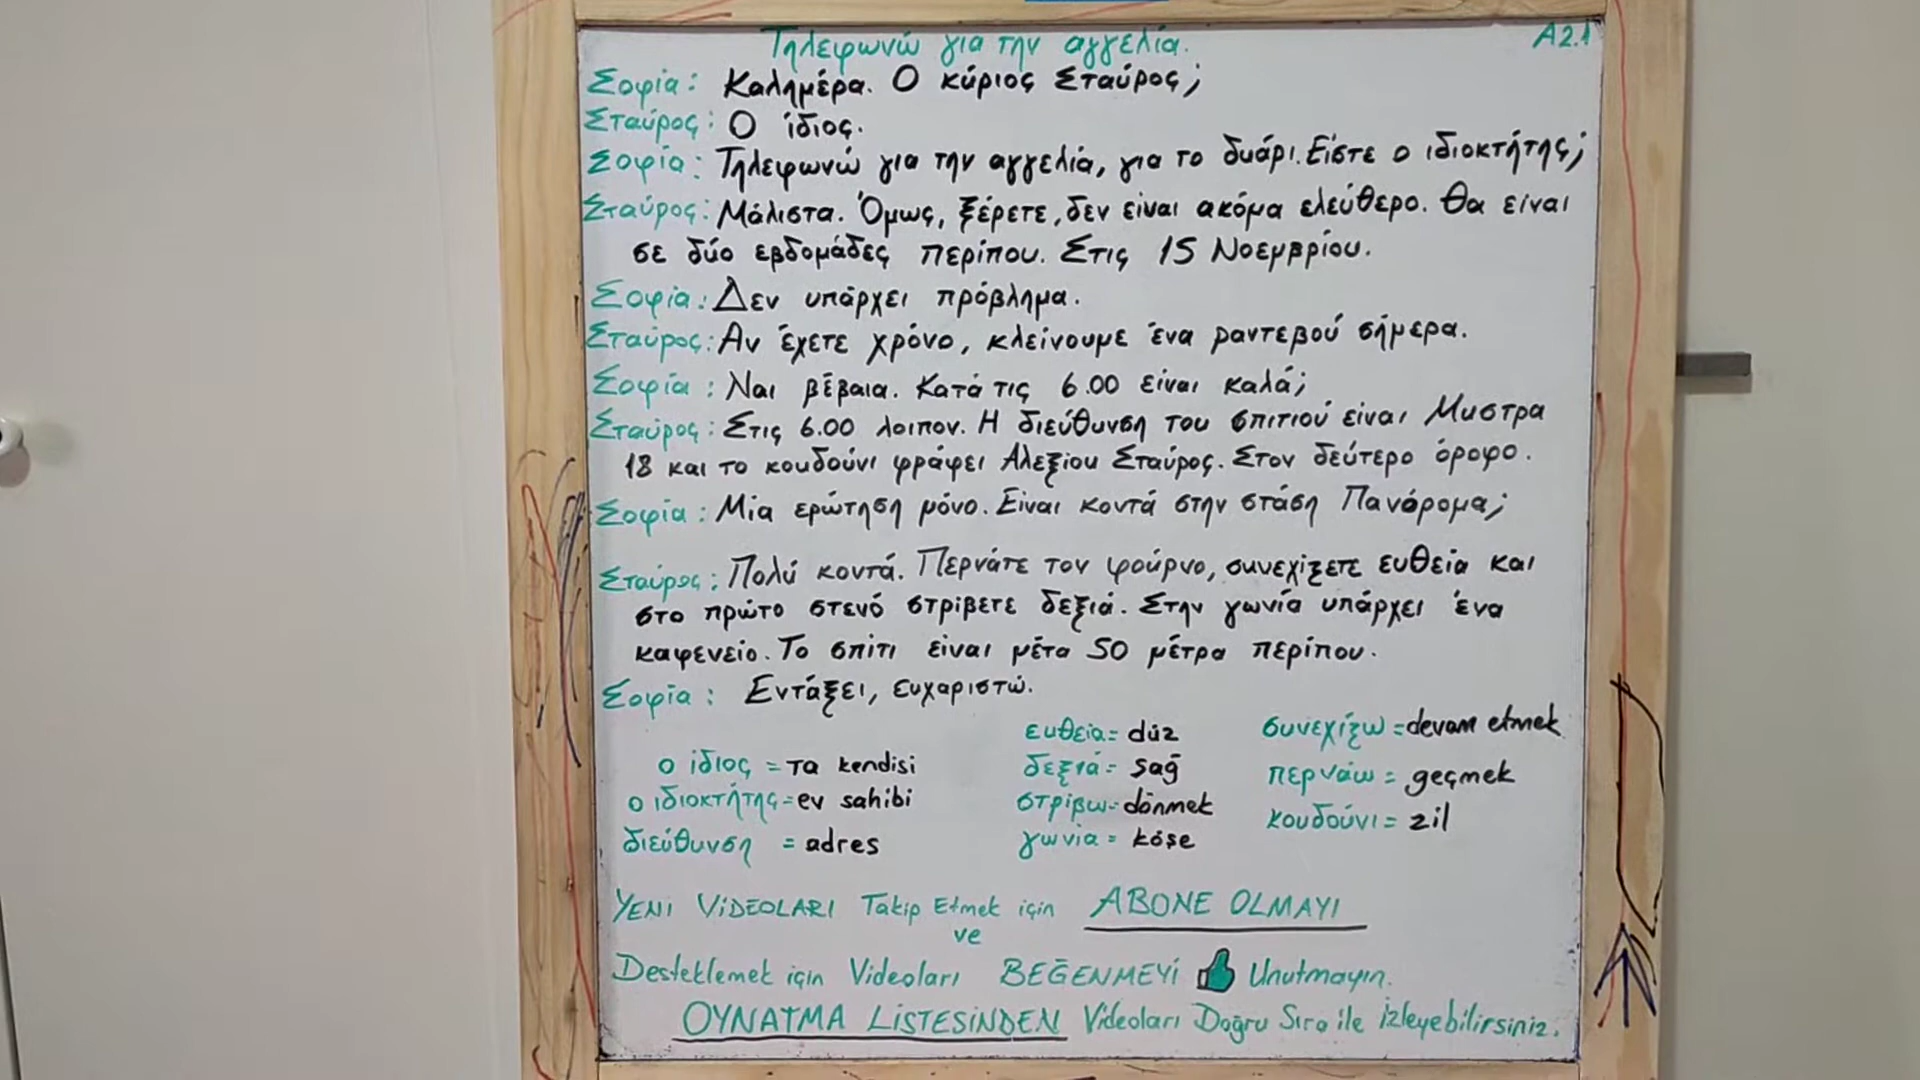 Τηλεφωνώ για την αγγελία. A2.1
Σοφία: Καλημέρα. Ο κύριος Σταύρος;
Σταύρος: Ο ίδιος.
Σοφία: Τηλεφωνώ για την αγγελία, για το δυάρι. Είστε ο ιδιοκτήτης;
Σταύρος: Μάλιστα. Όμως, ξέρετε, δεν είναι ακόμα ελεύθερο. Θα είναι
σε δύο εβδομάδες περίπου. Στις 15 Νοεμβρίου.
Σοφία: Δεν υπάρχει πρόβλημα.
Σταύρος: Αν έχετε χρόνο, κλείνουμε ένα ραντεβού σήμερα.
Σοφία: Ναι βέβαια. Κατά τις 6.00 είναι καλά;
Σταύρος: Στις 6.00 λοιπον. Η διεύθυνση του σπιτιού είναι Μυστρα
18 και το κουδούνι γράφει Αλεξίου Σταύρος. Στον δεύτερο όροφο.
Σοφία: Μία ερώτηση μόνο. Είναι κοντά στην στάση Πανόρομα;
Σταύρος: Πολύ κοντά. Περνάτε τον φούρνο, συνεχίζετε ευθεία και
στο πρώτο στενό στρίβετε δεξιά. Στην γωνία υπάρχει ένα
καφενείο. Το σπίτι είναι μέτα 50 μέτρα περίπου.
Σοφία: Εντάξει, ευχαριστώ.
ο ίδιος = τα kendisi
ο ιδιοκτήτης = ev sahibi
διεύθυνση = adres
ευθεία = düz
δεξιά = sağ
στρίβω = dönmek
γωνία = köşe
συνεχίζω = devam etmek
περνάω = geçmek
κουδούνι = zil
YENI ViDEOLARI Takip Etmek için ABONE OLMAYI
ve
Desteklemek için Videoları BEĞENMEYİ Unutmayın.
OYNATMA LiSTESİNDEN Videoları Doğru Sıra ile İzleyebilirsiniz.